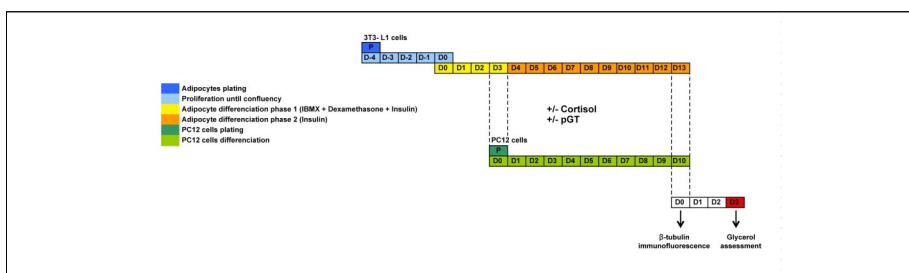 3T3- L1 cells
P
D-4 D-3 D-2 D-1 D0
D0 D1 D2 D3 D4 D5 D6 D7 D8 D9 D10 D11 D12 D13
Adipocytes plating
Proliferation until confluency
Adipocyte differenciation phase 1 (IBMX + Dexamethasone + Insulin)
Adipocyte differenciation phase 2 (Insulin)
PC12 cells plating
PC12 cells differenciation
+/- Cortisol
+/- pGT
PC12 cells
P
D0 D1 D2 D3 D4 D5 D6 D7 D8 D9 D10
D0 D1 D2 D3
β-tubulin
immunofluorescence
Glycerol
assessment